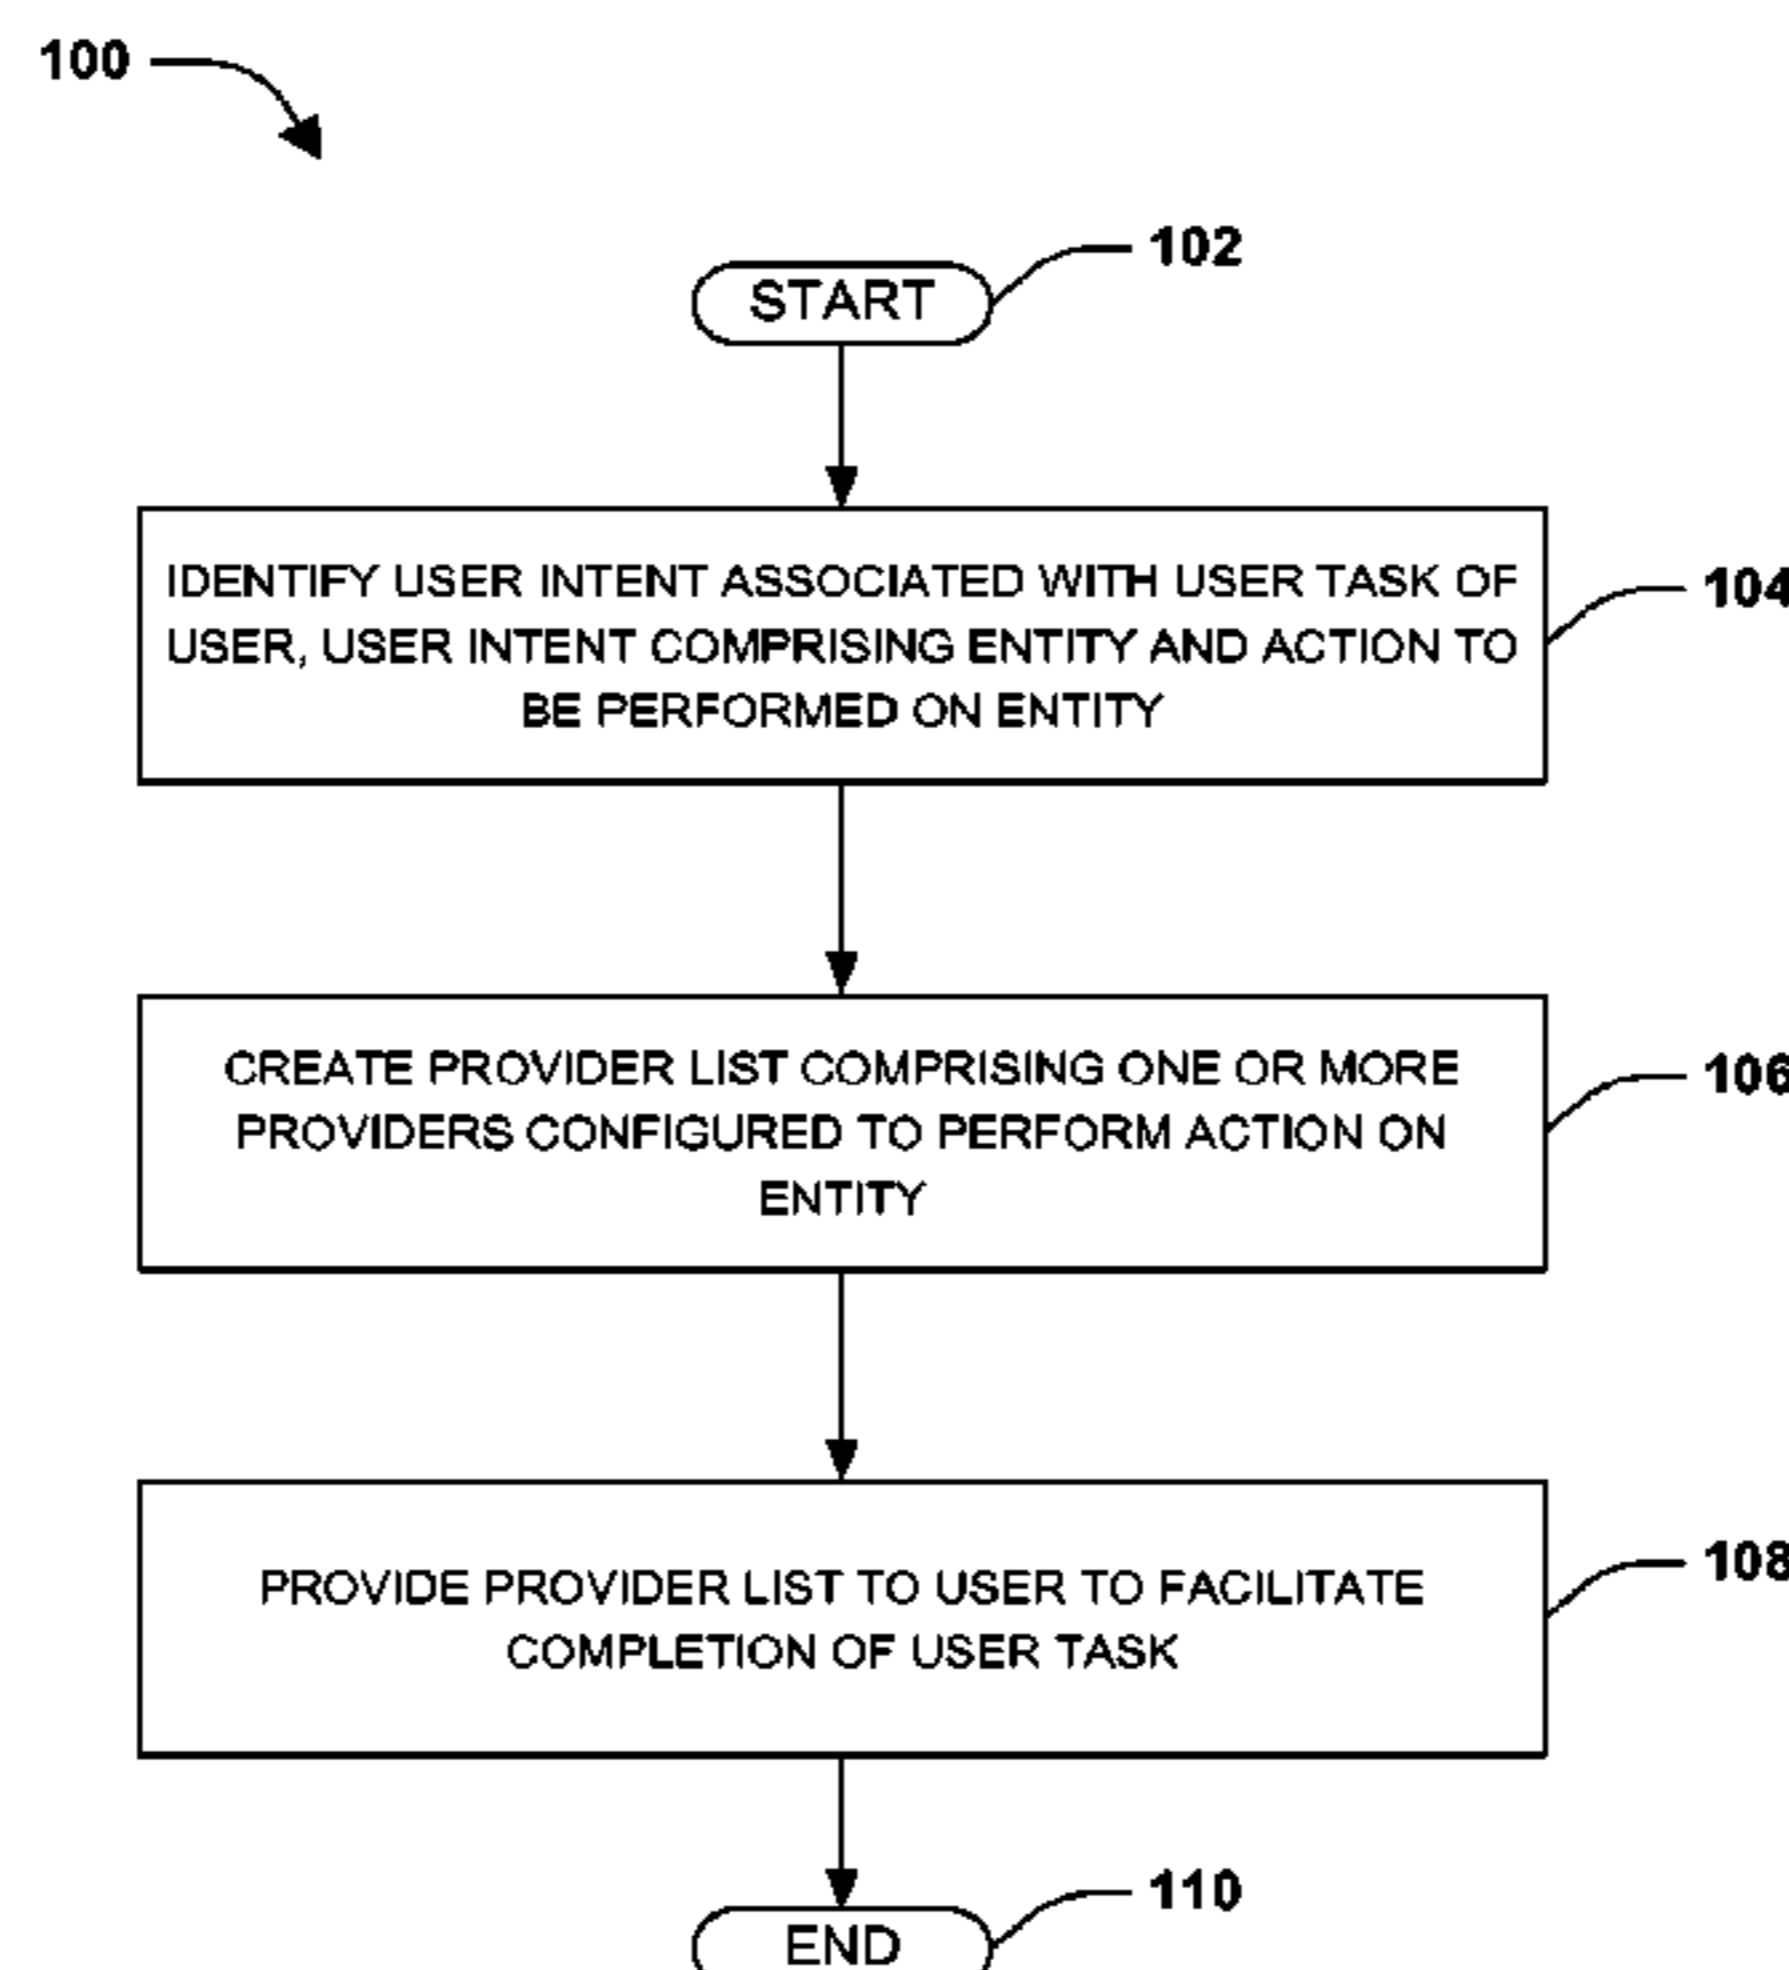 100
102
START
IDENTIFY USER INTENT ASSOCIATED WITH USER TASK OF
USER, USER INTENT COMPRISING ENTITY AND ACTION TO
BE PERFORMED ON ENTITY
104
CREATE PROVIDER LIST COMPRISING ONE OR MORE
PROVIDERS CONFIGURED TO PERFORM ACTION ON
ENTITY
106
PROVIDE PROVIDER LIST TO USER TO FACILITATE
COMPLETION OF USER TASK
108
110
END